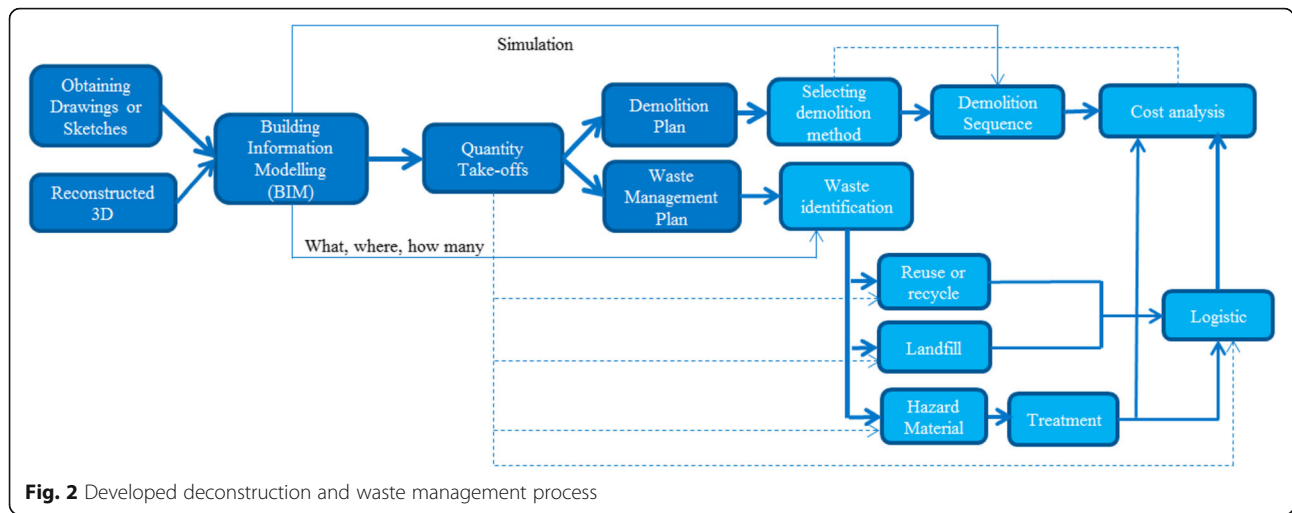 Simulation
Obtaining
Drawings or
Sketches
Reconstructed
3D
Building
Information
Modelling
(BIM)
Quantity
Take-offs
Demolition
Plan
Waste
Management
Plan
Selecting
demolition
method
Demolition
Sequence
Cost analysis
Waste
identification
What, where, how many
Reuse or
recycle
Landfill
Hazard
Material
Treatment
Logistic
Fig. 2 Developed deconstruction and waste management process